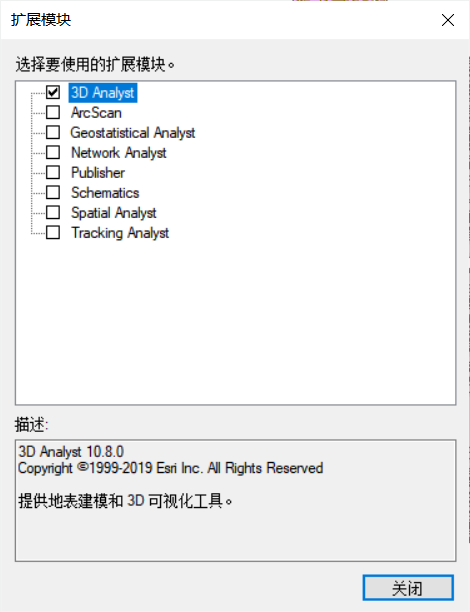 扩展模块
选择要使用的扩展模块。
3D Analyst
ArcScan
Geostatistical Analyst
Network Analyst
Publisher
Schematics
Spatial Analyst
Tracking Analyst
描述:
3D Analyst 10.8.0
Copyright ©1999-2019 Esri Inc. All Rights Reserved
提供地表建模和 3D 可视化工具。
关闭